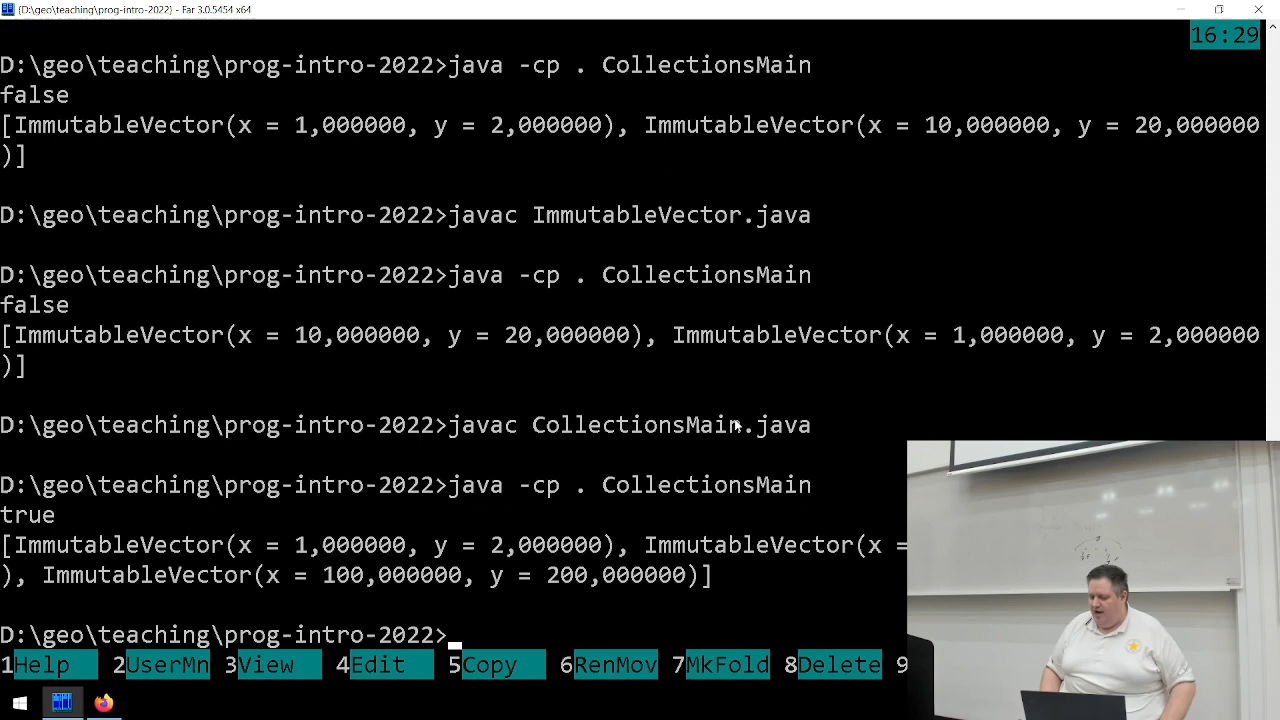 {D:\geo\teaching\prog-intro-2022} - Far 3.0.5454 x64
16:29
D:\geo\teaching\prog-intro-2022>java -cp . CollectionsMain
false
[ImmutableVector(x = 1,000000, y = 2,000000), ImmutableVector(x = 10,000000, y = 20,000000
)]
D:\geo\teaching\prog-intro-2022>javac ImmutableVector.java
D:\geo\teaching\prog-intro-2022>java -cp . CollectionsMain
false
[ImmutableVector(x = 10,000000, y = 20,000000), ImmutableVector(x = 1,000000, y = 2,000000
)]
D:\geo\teaching\prog-intro-2022>javac CollectionsMain.java
D:\geo\teaching\prog-intro-2022>java -cp . CollectionsMain
true
[ImmutableVector(x = 1,000000, y = 2,000000), ImmutableVector(x =
), ImmutableVector(x = 100,000000, y = 200,000000)]
D:\geo\teaching\prog-intro-2022>
1Help 2UserMn 3View 4Edit 5Copy 6RenMov 7MkFold 8Delete 9